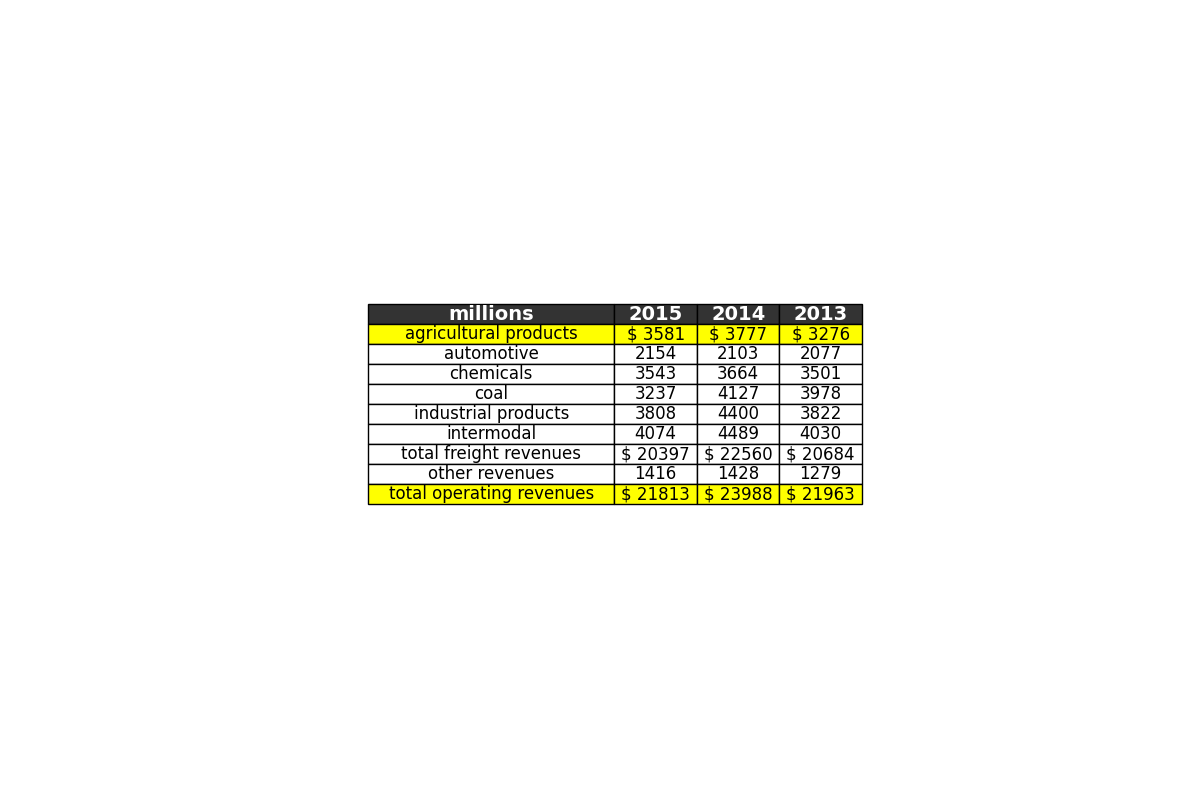 millions 2015 2014 2013
agricultural products $ 3581 $ 3777 $ 3276
automotive 2154 2103 2077
chemicals 3543 3664 3501
coal 3237 4127 3978
industrial products 3808 4400 3822
intermodal 4074 4489 4030
total freight revenues $ 20397 $ 22560 $ 20684
other revenues 1416 1428 1279
total operating revenues $ 21813 $ 23988 $ 21963